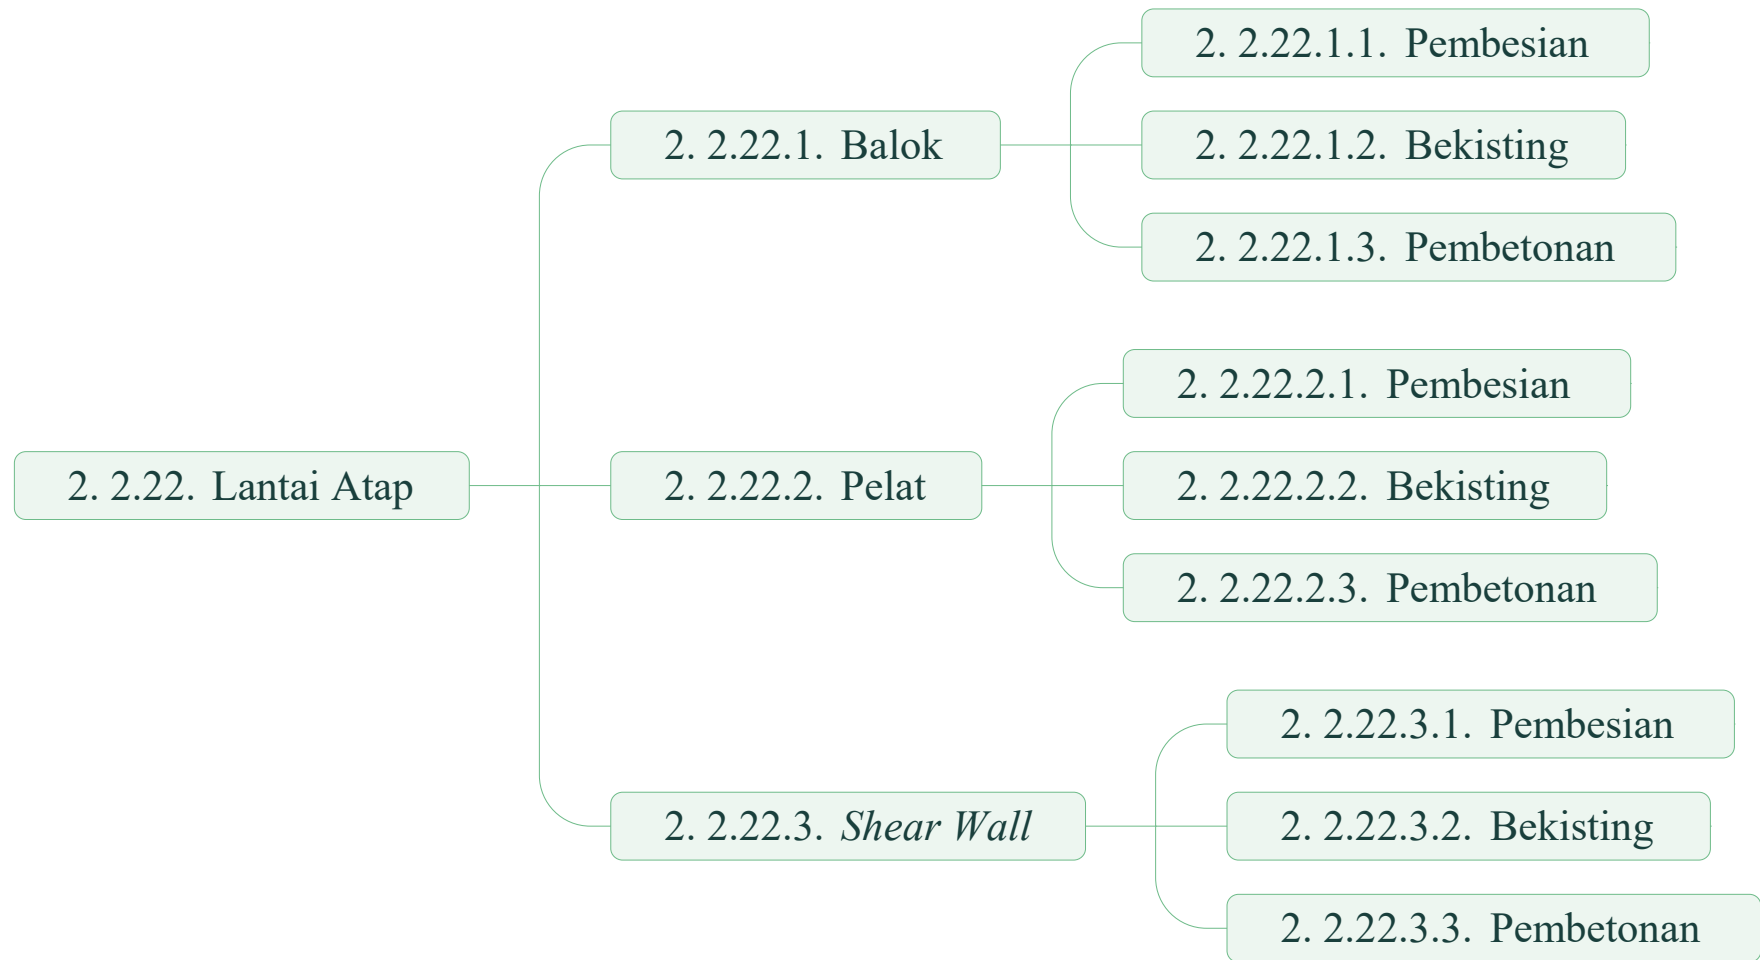 2. 2.22. Lantai Atap
2. 2.22.1. Balok
2. 2.22.1.1. Pembesian
2. 2.22.1.2. Bekisting
2. 2.22.1.3. Pembetonan
2. 2.22.2. Pelat
2. 2.22.2.1. Pembesian
2. 2.22.2.2. Bekisting
2. 2.22.2.3. Pembetonan
2. 2.22.3. Shear Wall
2. 2.22.3.1. Pembesian
2. 2.22.3.2. Bekisting
2. 2.22.3.3. Pembetonan